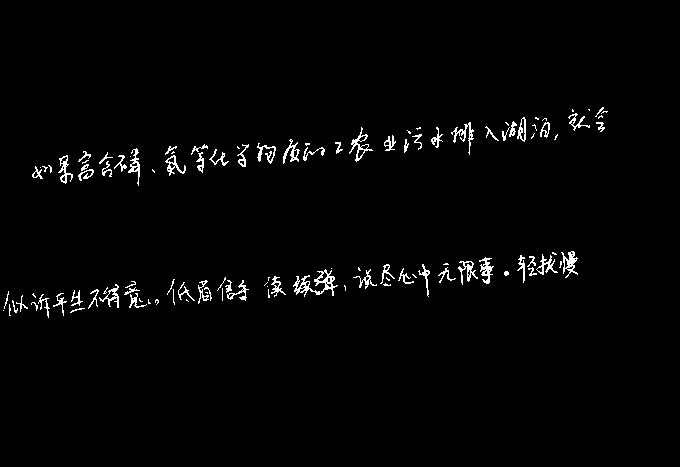 如果富含磷、氮等化学物质的工农业污水排入湖泊,就会
似诉平生不得意。低眉信手续续弹,说尽心中无限事。轻拢慢